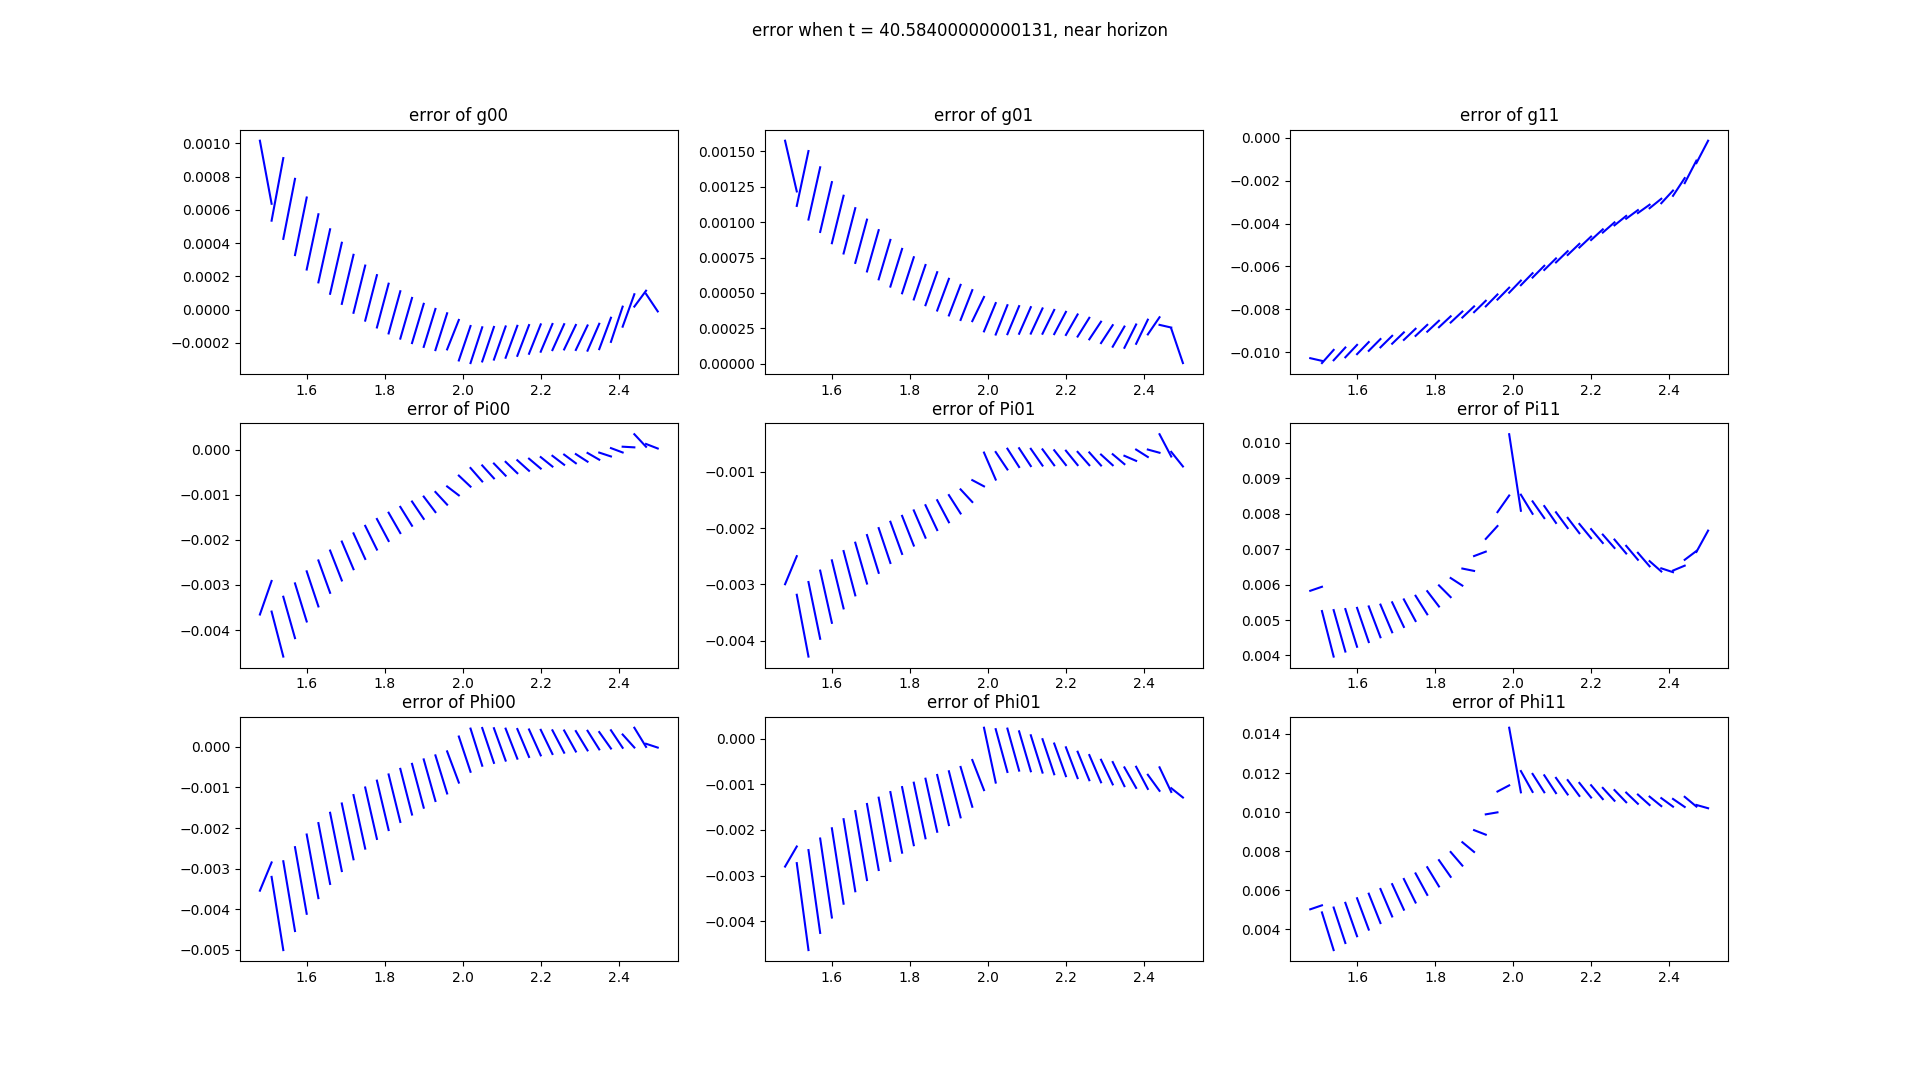 error when t = 40.58400000000131, near horizon
error of g00 error of g01 error of g11
0.0010 0.0008 0.0006 0.0004 0.0002 0.0000 −0.0002
0.00150 0.00125 0.00100 0.00075 0.00050 0.00025 0.00000
0.000 −0.002 −0.004 −0.006 −0.008 −0.010
1.6 1.8 2.0 2.2 2.4 1.6 1.8 2.0 2.2 2.4 1.6 1.8 2.0 2.2 2.4
error of Pi00 error of Pi01 error of Pi11
0.000 −0.001 −0.002 −0.003 −0.004
−0.001 −0.002 −0.003 −0.004
0.010 0.009 0.008 0.007 0.006 0.005 0.004
1.6 1.8 2.0 2.2 2.4 1.6 1.8 2.0 2.2 2.4 1.6 1.8 2.0 2.2 2.4
error of Phi00 error of Phi01 error of Phi11
0.000 −0.001 −0.002 −0.003 −0.004 −0.005
0.000 −0.001 −0.002 −0.003 −0.004
0.014 0.012 0.010 0.008 0.006 0.004
1.6 1.8 2.0 2.2 2.4 1.6 1.8 2.0 2.2 2.4 1.6 1.8 2.0 2.2 2.4